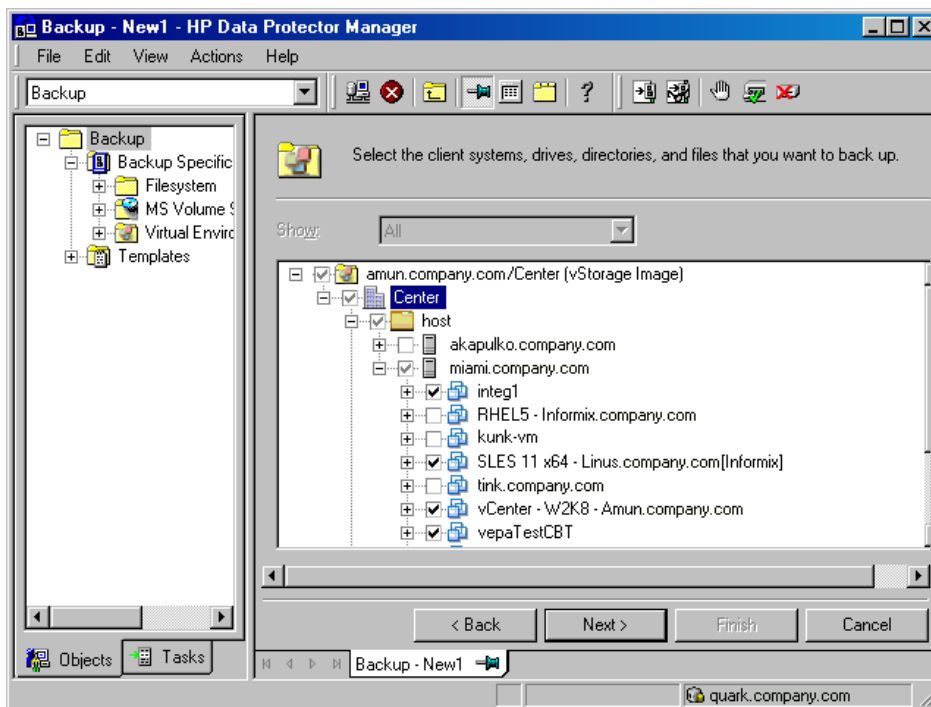 Backup - New1 - HP Data Protector Manager
File Edit View Actions Help
Backup
Backup
Backup Specific
Filesystem
MS Volume S
Virtual Enviro
Templates
Objects
Tasks
Select the client systems, drives, directories, and files that you want to back up.
Show:
All
amun.company.com/Center (vStorage Image)
Center
host
akapulko.company.com
miami.company.com
integ1
RHEL5 - Informix.company.com
kunk-vm
SLES 11 x64 - Linus.company.com[Informix]
tink.company.com
vCenter - W2K8 - Amun.company.com
vepaTestCBT
< Back
Next >
Finish
Cancel
Backup - New1
quark.company.com